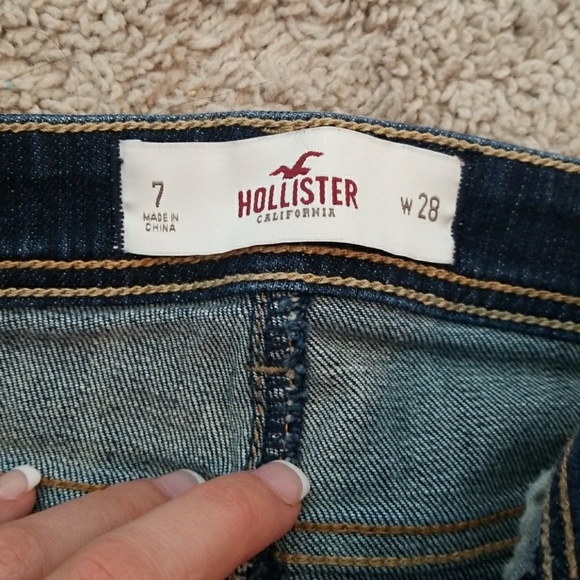 7
MADE IN
CHINA
HOLLISTER
CALIFORNIA
W 28